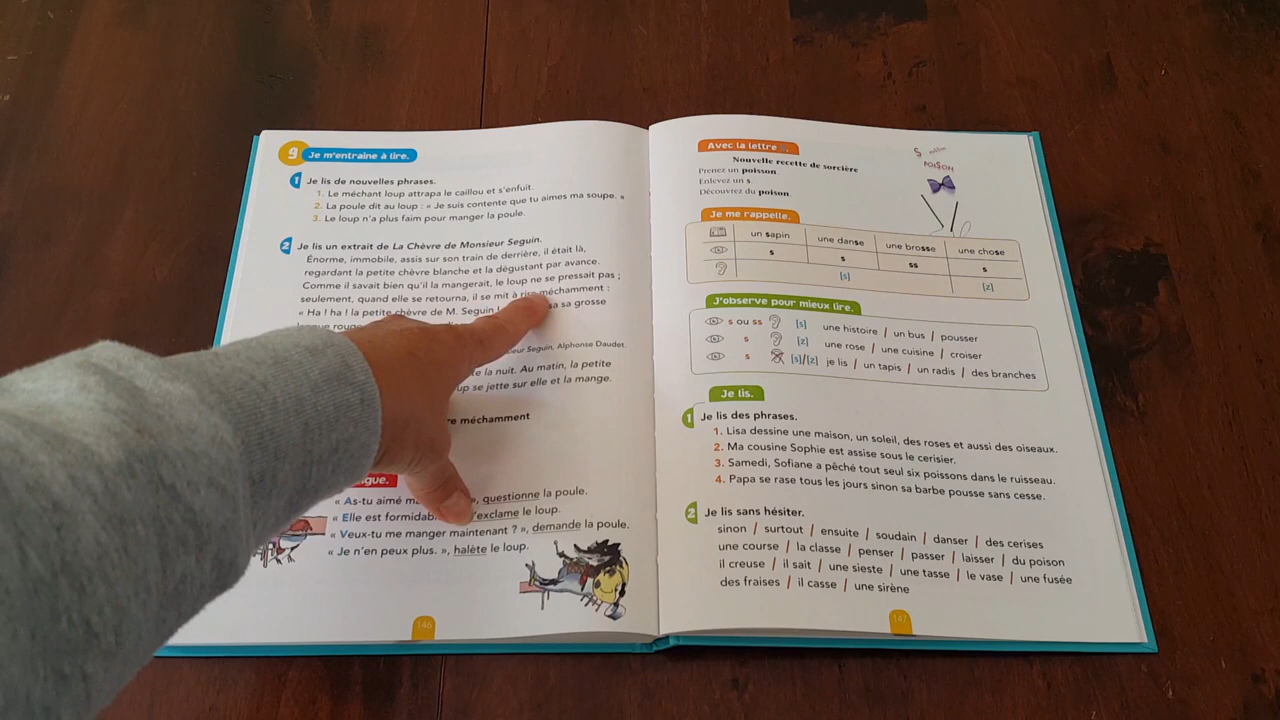 9 Je m'entraine à lire.
1 Je lis de nouvelles phrases.
1. Le méchant loup attrapa le caillou et s'enfuit.
2. La poule dit au loup : « Je suis contente que tu aimes ma soupe. »
3. Le loup n'a plus faim pour manger la poule.
2 Je lis un extrait de La Chèvre de Monsieur Seguin.
Énorme, immobile, assis sur son train de derrière, il était là,
regardant la petite chèvre blanche et la dégustant par avance.
Comme il savait bien qu'il la mangerait, le loup ne se pressait pas ;
seulement, quand elle se retourna, il se mit à rire méchamment :
« Ha ! ha ! la petite chèvre de M. Seguin ! sa sa grosse
langue rouge
Seguin, Alphonse Daudet.
la nuit. Au matin, la petite
se jette sur elle et la mange.
méchamment
« As-tu aimé », questionne la poule.
« Elle est s'exclame le loup.
« Veux-tu me manger maintenant ? », demande la poule.
« Je n'en peux plus. », halète le loup.
146
Avec la lettre
Nouvelle recette de sorcière
Prenez un poisson.
Enlevez un s.
Découvrez du poison.
S
POISON
Je me rappelle.
un sapin une danse une brosse une chose
s s ss s
[s] [z]
J'observe pour mieux lire.
s ou ss [s] une histoire | un bus | pousser
s [z] une rose | une cuisine | croiser
s [s]/[z] je lis | un tapis | un radis | des branches
Je lis.
1 Je lis des phrases.
1. Lisa dessine une maison, un soleil, des roses et aussi des oiseaux.
2. Ma cousine Sophie est assise sous le cerisier.
3. Samedi, Sofiane a pêché tout seul six poissons dans le ruisseau.
4. Papa se rase tous les jours sinon sa barbe pousse sans cesse.
2 Je lis sans hésiter.
sinon | surtout | ensuite | soudain | danser | des cerises
une course | la classe | penser | passer | laisser | du poison
il creuse | il sait | une sieste | une tasse | le vase | une fusée
des fraises | il casse | une sirène
147